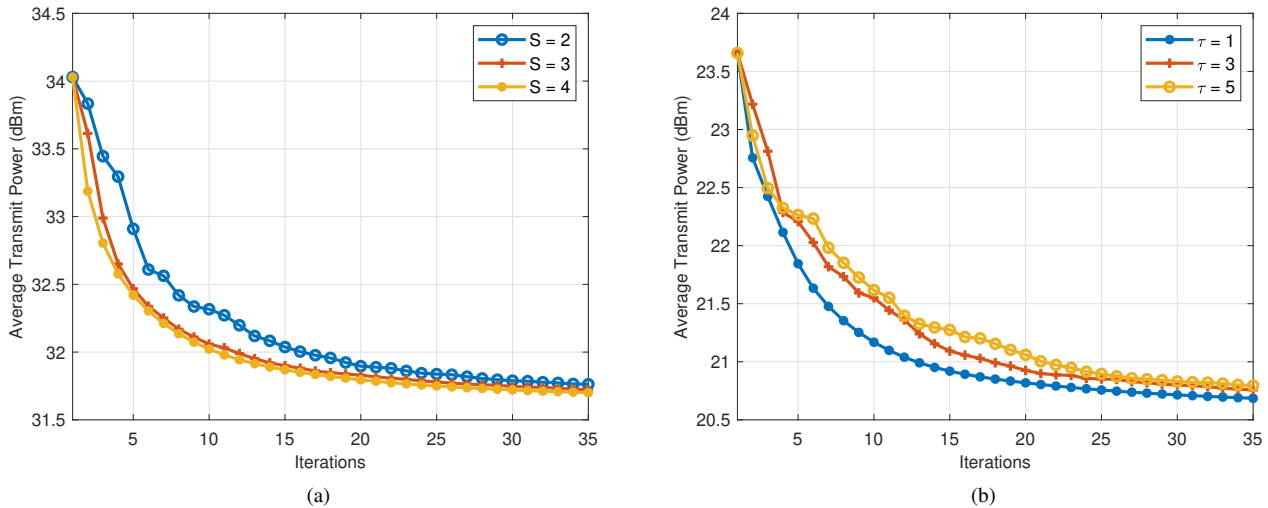 34.5
34
33.5
33
32.5
32
31.5
Average Transmit Power (dBm)
S = 2
S = 3
S = 4
5 10 15 20 25 30 35
Iterations
(a)
24
23.5
23
22.5
22
21.5
21
20.5
Average Transmit Power (dBm)
τ = 1
τ = 3
τ = 5
5 10 15 20 25 30 35
Iterations
(b)